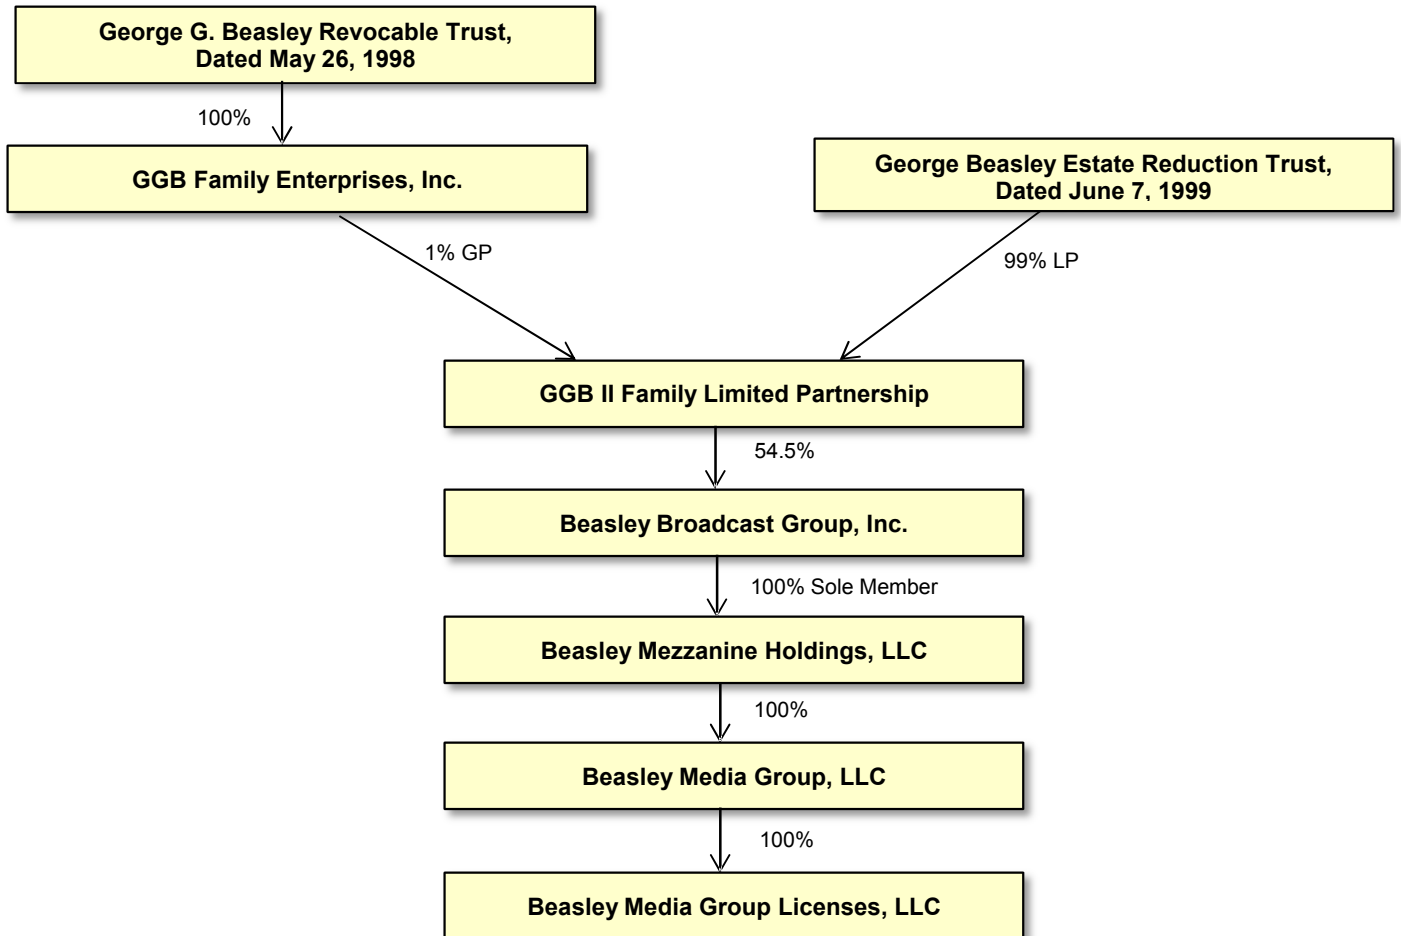 George G. Beasley Revocable Trust,
Dated May 26, 1998
100%
GGB Family Enterprises, Inc.
George Beasley Estate Reduction Trust,
Dated June 7, 1999
1% GP
99% LP
GGB II Family Limited Partnership
54.5%
Beasley Broadcast Group, Inc.
100% Sole Member
Beasley Mezzanine Holdings, LLC
100%
Beasley Media Group, LLC
100%
Beasley Media Group Licenses, LLC